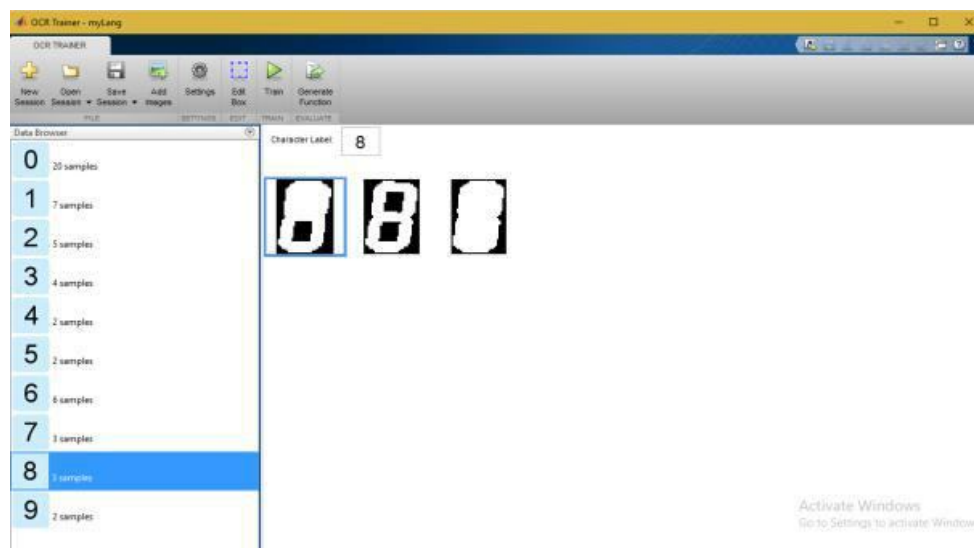 OCR Trainer - myLang
OCR TRAINER
New Session
Open Session
Save Session
Add Images
Settings
Edit Box
Train
Generate Function
FILE
SETTINGS
EDIT
TRAIN
EVALUATE
Data Browser
Character Label:
8
0
20 samples
1
7 samples
2
5 samples
3
4 samples
4
2 samples
5
2 samples
6
6 samples
7
3 samples
8
3 samples
9
2 samples
8
Activate Windows
Go to Settings to activate Window